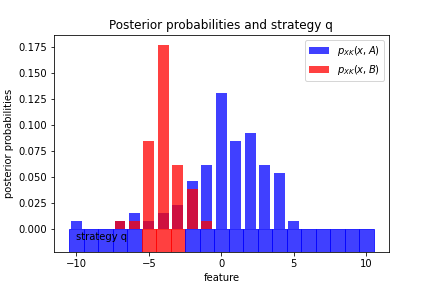 Posterior probabilities and strategy q
p_XK(x, A)
p_XK(x, B)
posterior probabilities
0.175
0.150
0.125
0.100
0.075
0.050
0.025
0.000
strategy q
−10
−5
0
5
10
feature